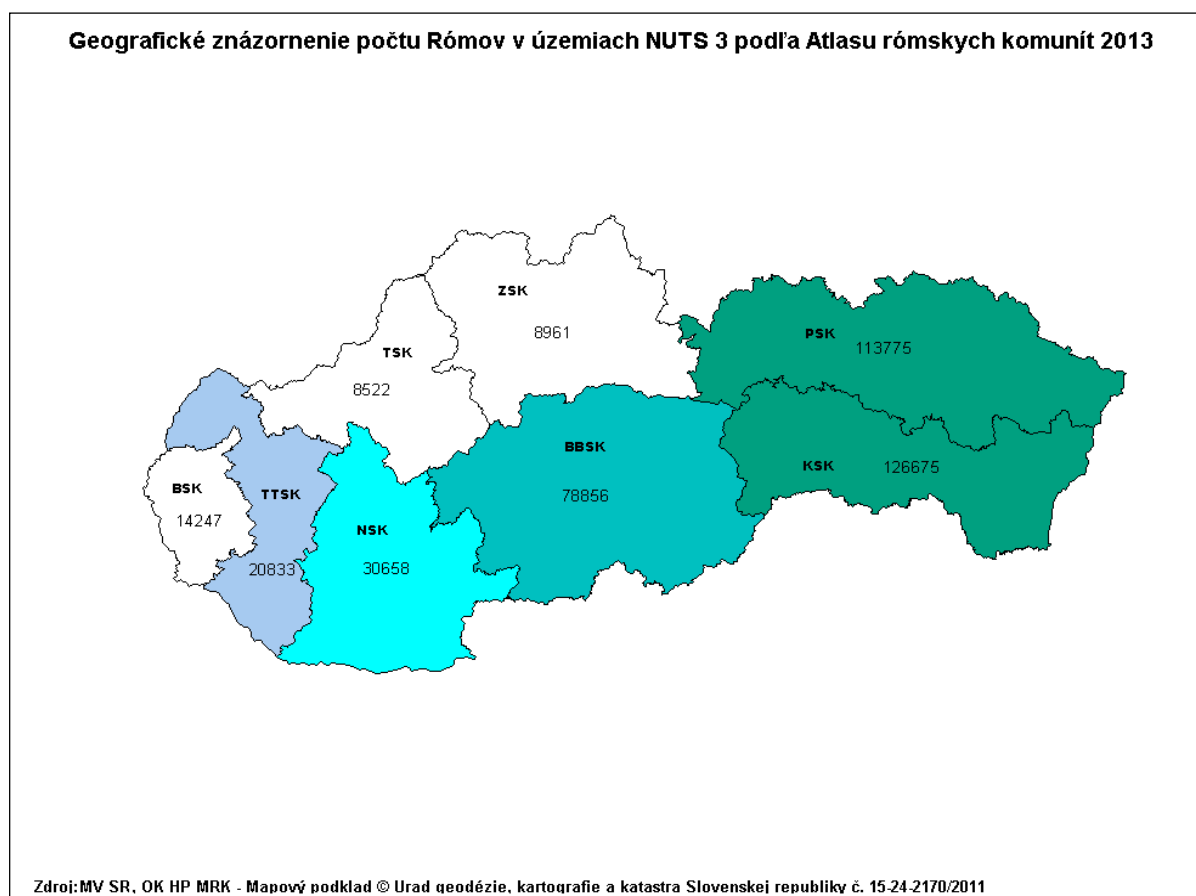 Geografické znázornenie počtu Rómov v územiach NUTS 3 podľa Atlasu rómskych komunít 2013
ZSK
8961
PSK
113775
TSK
8522
BBSK
78856
KSK
126675
BSK
14247
TTSK
20833
NSK
30658
Zdroj:MV SR, OK HP MRK - Mapový podklad © Urad geodézie, kartografie a katastra Slovenskej republiky č. 15-24-2170/2011